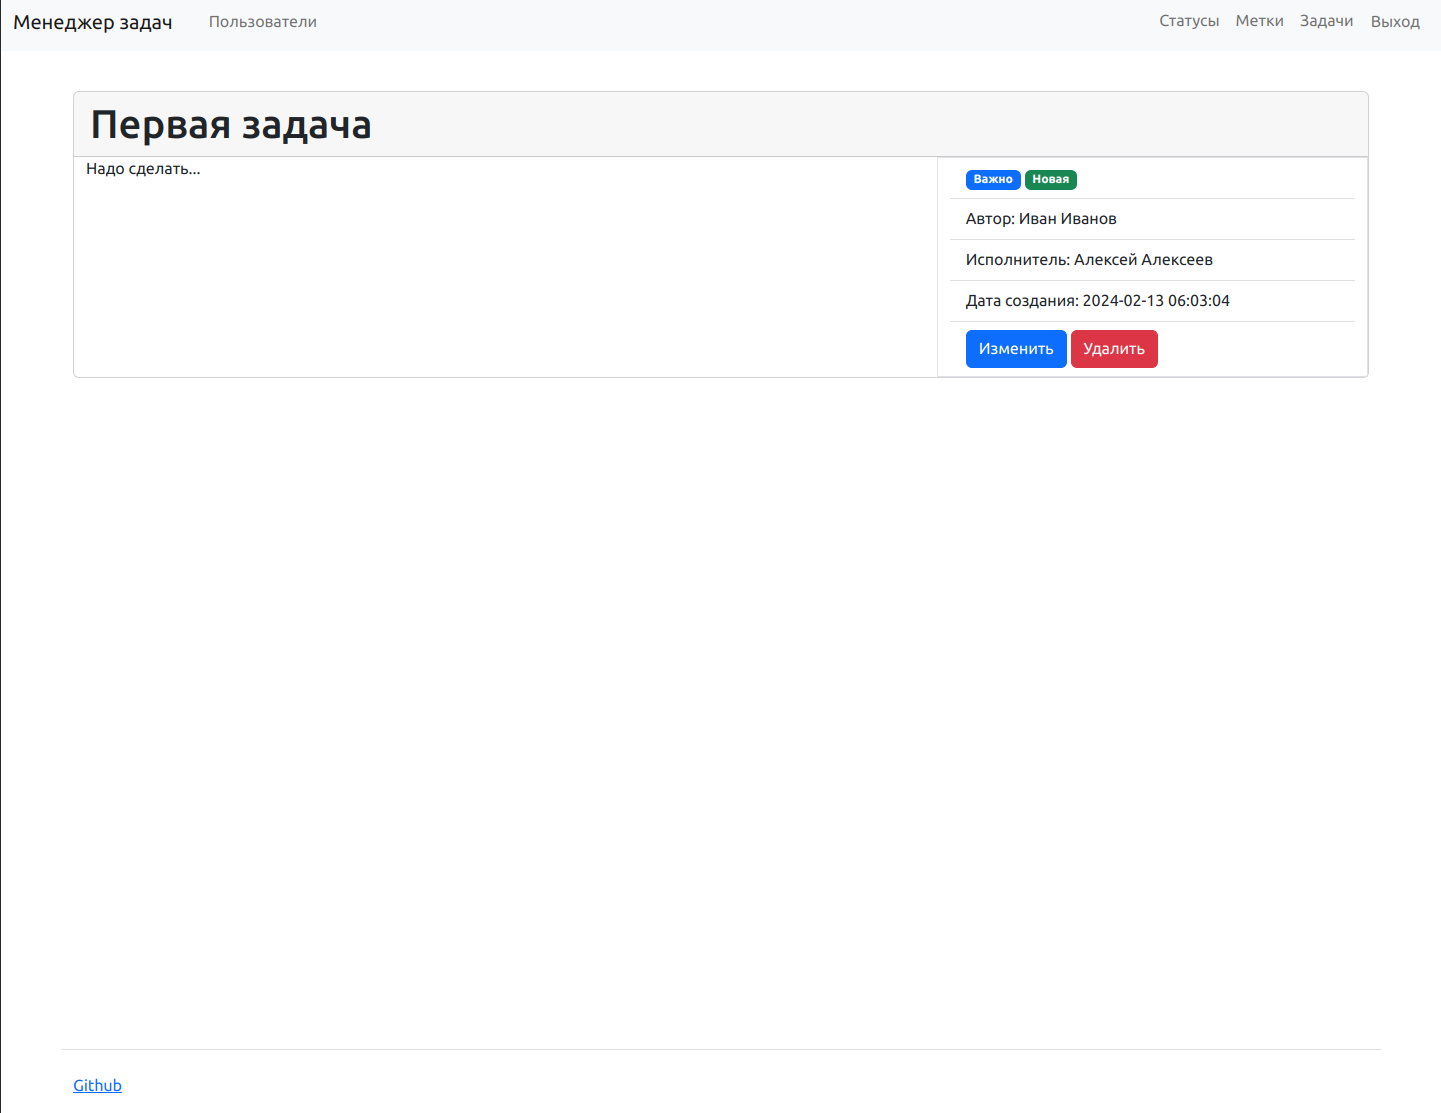 Менеджер задач Пользователи Статусы Метки Задачи Выход
Первая задача
Надо сделать...
Важно Новая
Автор: Иван Иванов
Исполнитель: Алексей Алексеев
Дата создания: 2024-02-13 06:03:04
Изменить Удалить
Github